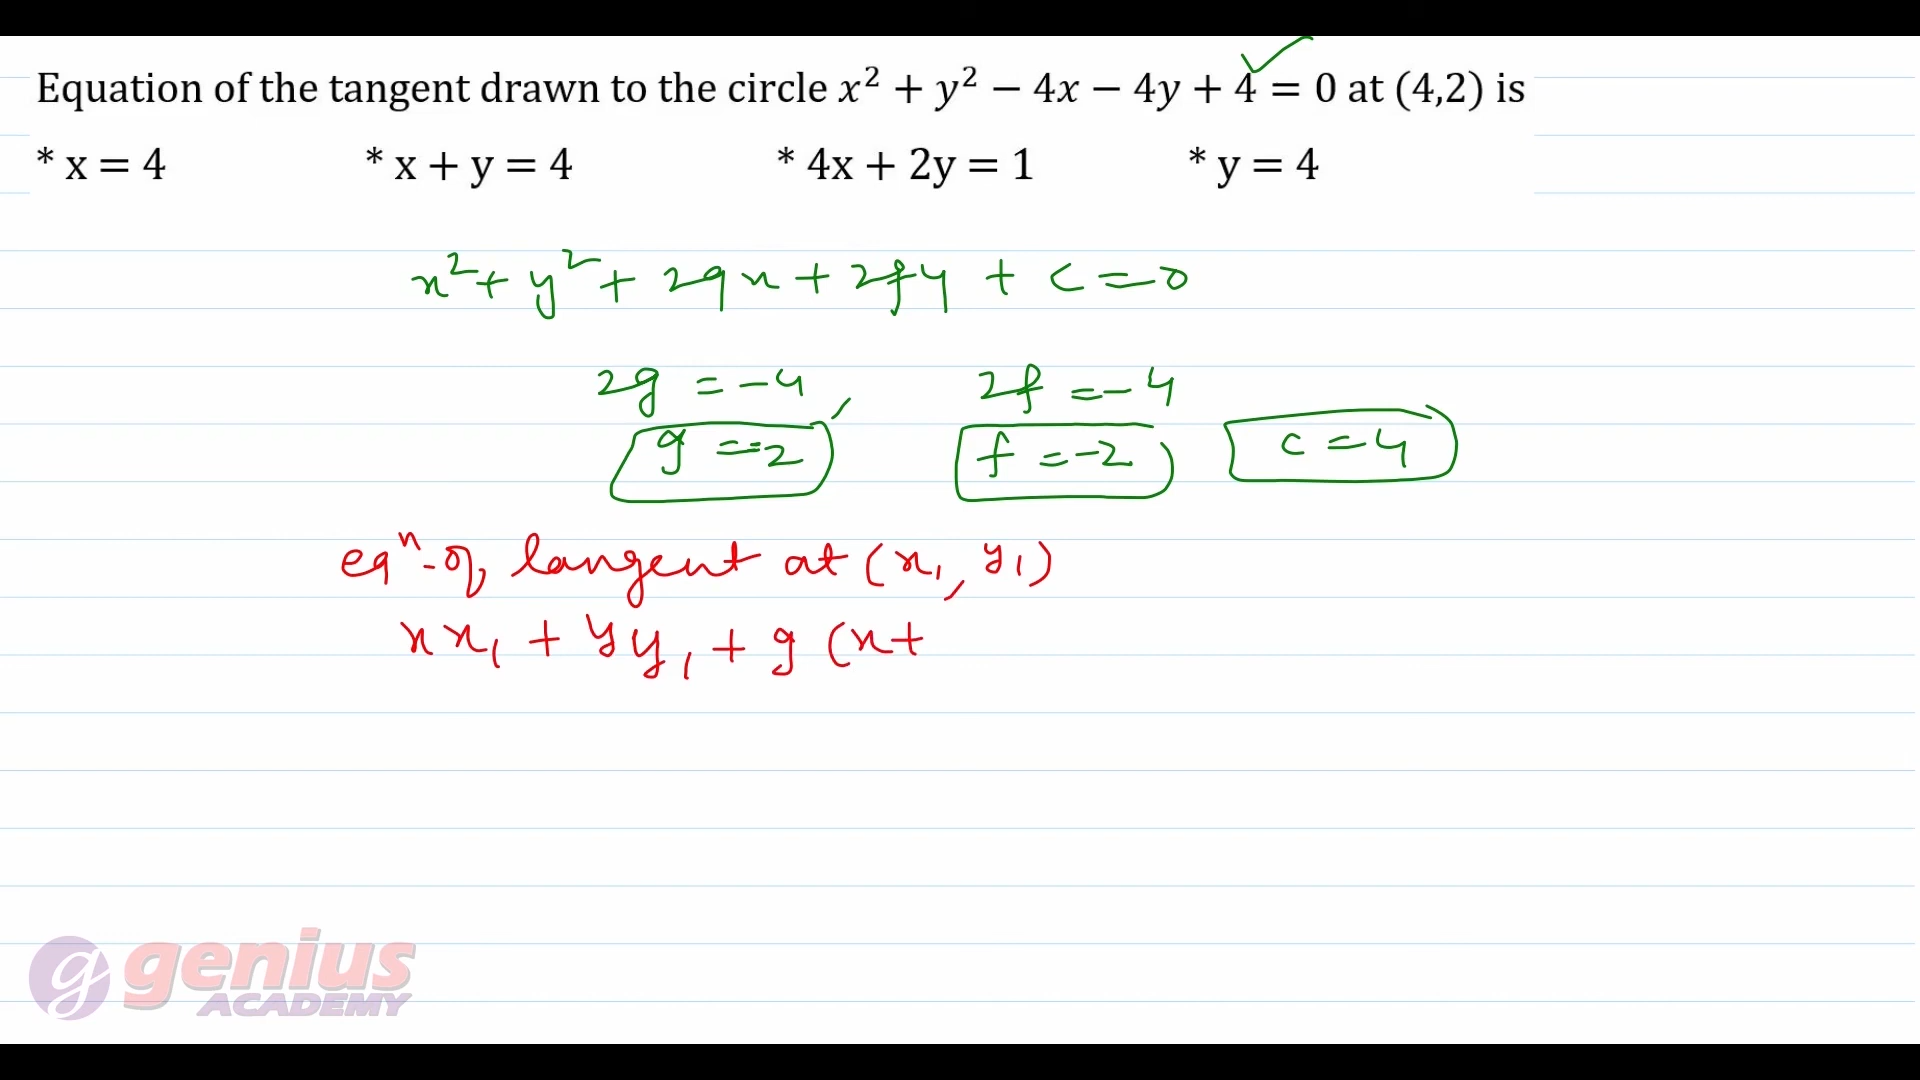 Equation of the tangent drawn to the circle x² + y² − 4x − 4y + 4 = 0 at (4,2) is
* x = 4 * x + y = 4 * 4x + 2y = 1 * y = 4
x² + y² + 2gx + 2fy + c = 0
2g = -4, 2f = -4
g = -2 f = -2 c = 4
eqⁿ. of tangent at (x₁, y₁)
xx₁ + yy₁ + g (x+
g genius
ACADEMY